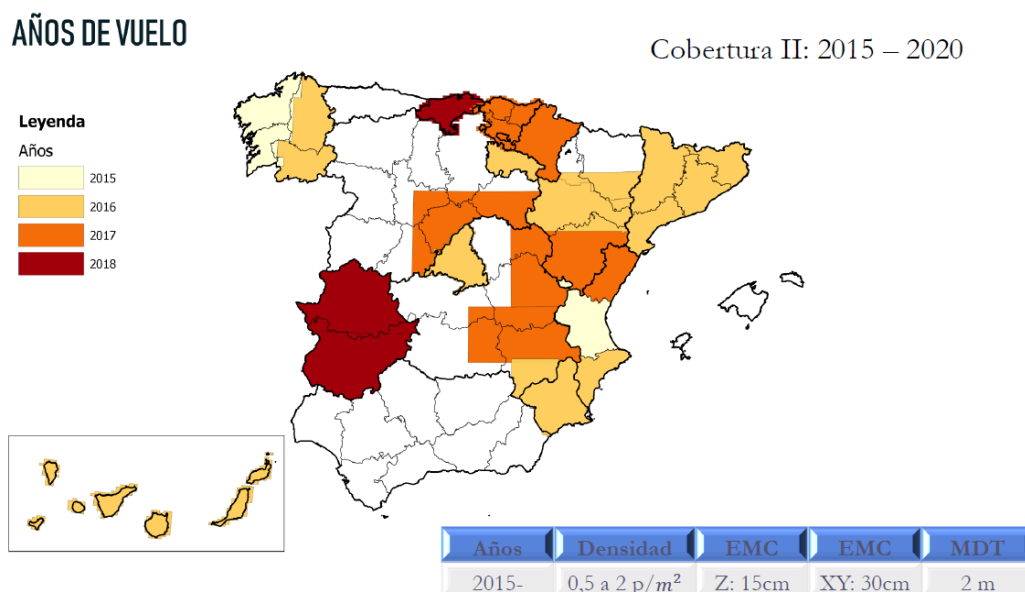 AÑOS DE VUELO
Cobertura II: 2015 – 2020
Leyenda
Años
2015
2016
2017
2018
Años Densidad EMC EMC MDT
2015- 0,5 a 2 p/m² Z: 15cm XY: 30cm 2 m